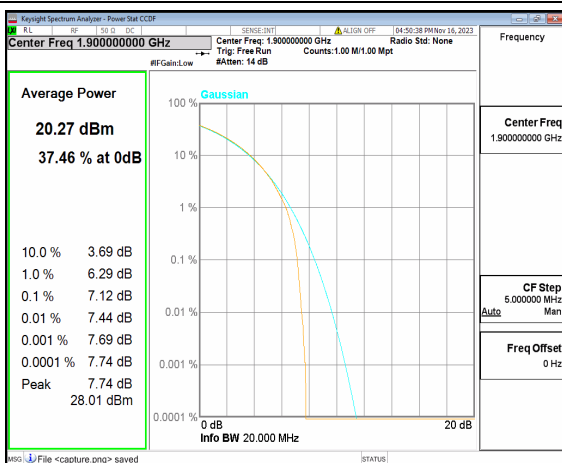 Keysight Spectrum Analyzer - Power Stat CCDF
RL RF 50 Ω DC SENSE:INT ALIGN OFF 04:50:38 PM Nov 16, 2023
Center Freq 1.900000000 GHz
Center Freq: 1.900000000 GHz Radio Std: None
Trig: Free Run Counts:1.00 M/1.00 Mpt
#IFGain:Low #Atten: 14 dB
Frequency
Average Power
20.27 dBm
37.46 % at 0dB
10.0 % 3.69 dB
1.0 % 6.29 dB
0.1 % 7.12 dB
0.01 % 7.44 dB
0.001 % 7.69 dB
0.0001 % 7.74 dB
Peak 7.74 dB
28.01 dBm
Gaussian
100 %
10 %
1 %
0.1 %
0.01 %
0.001 %
0.0001 %
0 dB 20 dB
Info BW 20.000 MHz
Center Freq
1.900000000 GHz
CF Step
5.000000 MHz
Auto Man
Freq Offset
0 Hz
MSG File <capture.png> saved STATUS